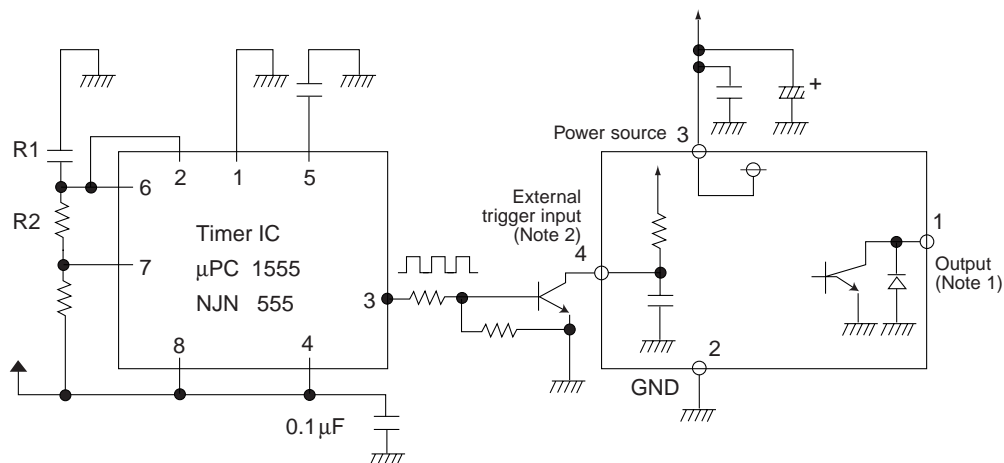 +
Power source 3
R1
2 1 5
6
External
trigger input
(Note 2)
R2
Timer IC
1
4
7
µPC 1555
Output
(Note 1)
NJN 555
3
8 4
2
GND
0.1µF